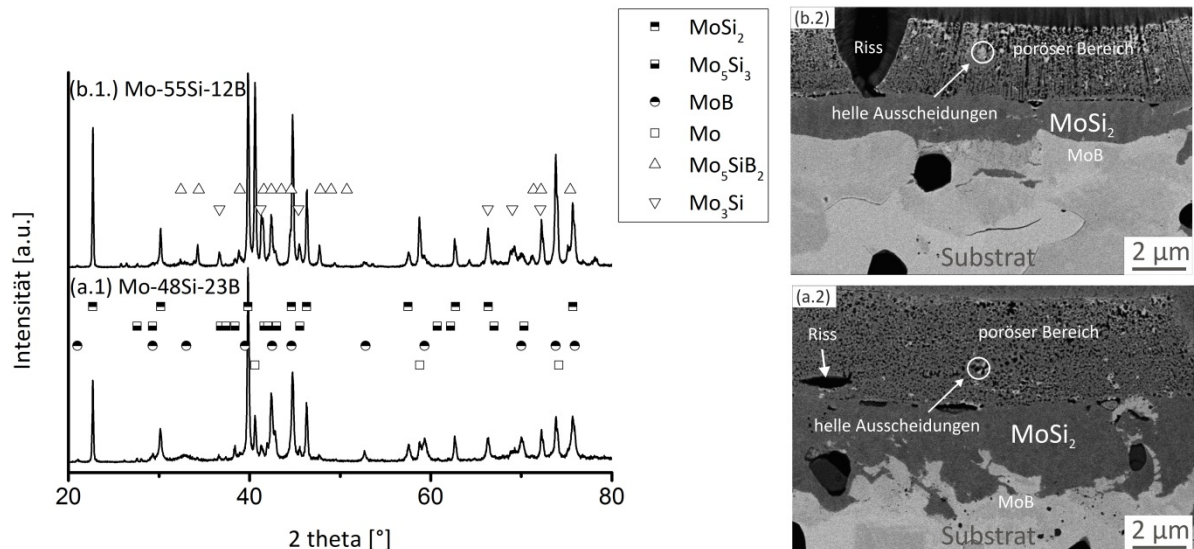 (b.1.) Mo-55Si-12B
(a.1) Mo-48Si-23B
Intensität [a.u.]
20 40 60 80
2 theta [°]
MoSi₂
Mo₅Si₃
MoB
Mo
Mo₅SiB₂
Mo₃Si
(b.2)
Riss
poröser Bereich
helle Ausscheidungen
MoSi₂
MoB
Substrat
2 µm
(a.2)
Riss
poröser Bereich
helle Ausscheidungen
MoSi₂
MoB
Substrat
2 µm